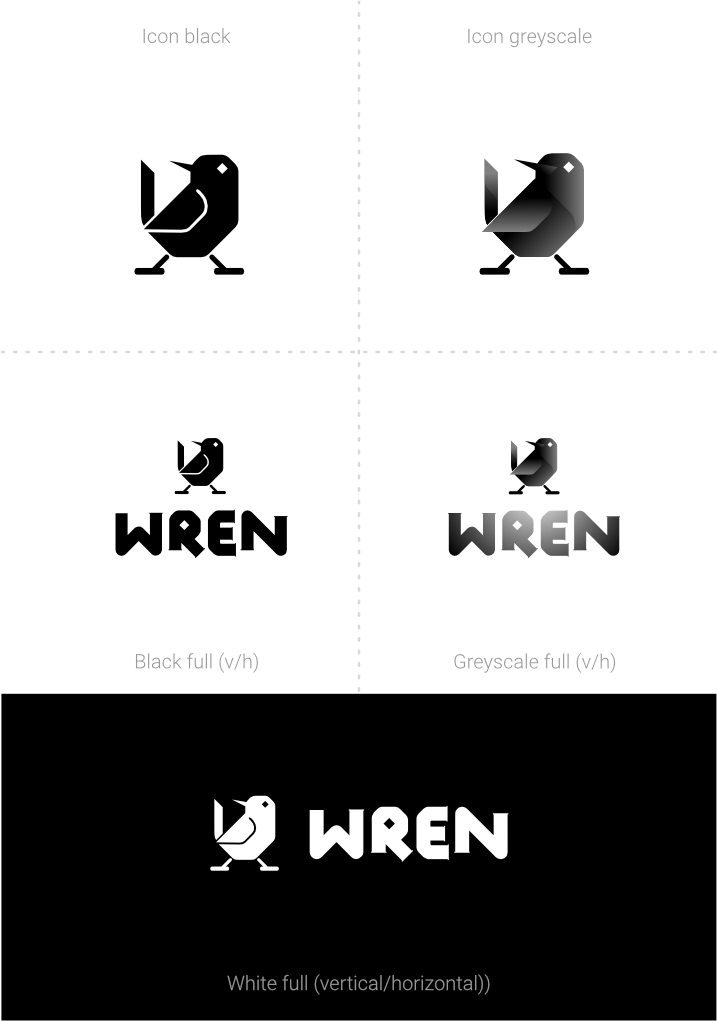 Icon black
Icon greyscale
WREN
WREN
Black full (v/h)
Greyscale full (v/h)
WREN
White full (vertical/horizontal))